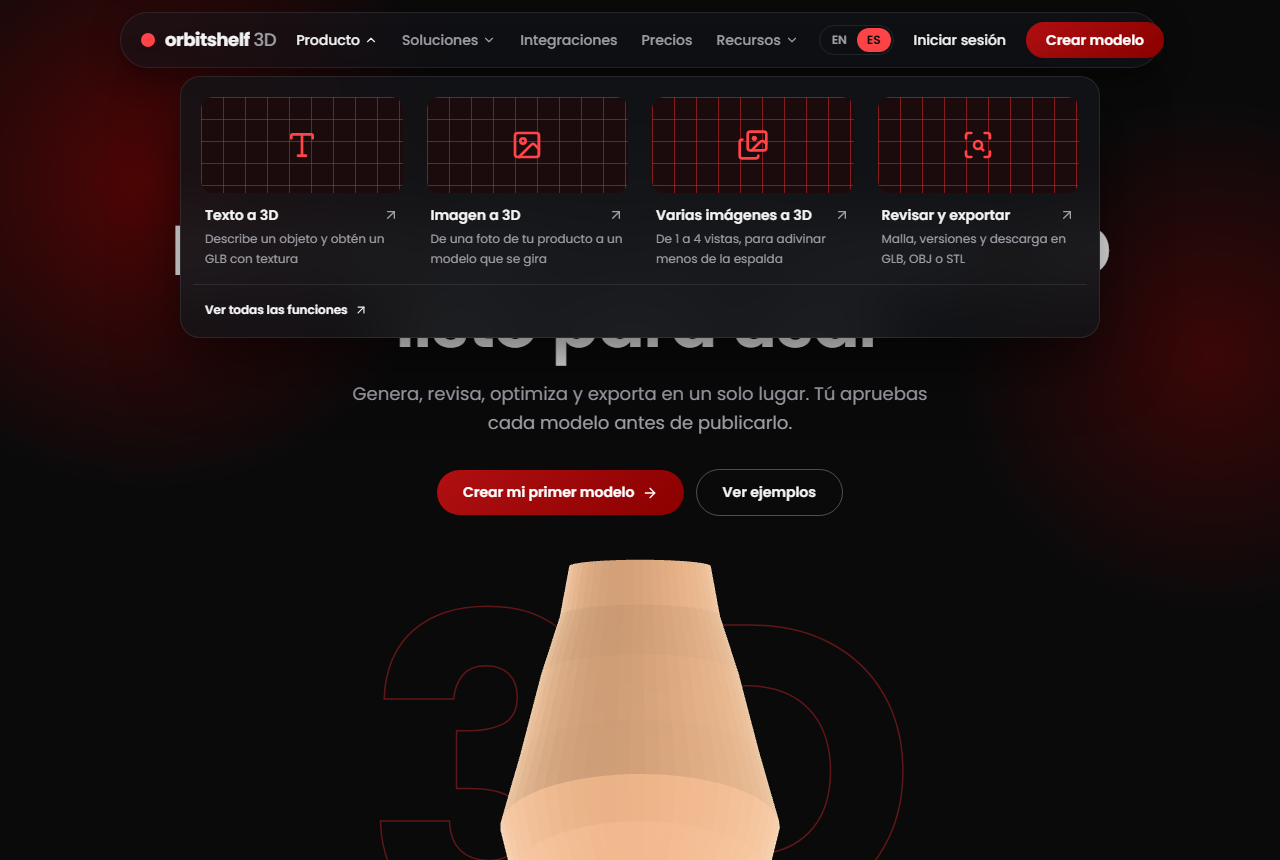 orbitshelf 3D Producto Soluciones Integraciones Precios Recursos EN ES Iniciar sesión Crear modelo
Texto a 3D
Describe un objeto y obtén un
GLB con textura
Imagen a 3D
De una foto de tu producto a un
modelo que se gira
Varias imágenes a 3D
De 1 a 4 vistas, para adivinar
menos de la espalda
Revisar y exportar
Malla, versiones y descarga en
GLB, OBJ o STL
Ver todas las funciones
listo para usar
Genera, revisa, optimiza y exporta en un solo lugar. Tú apruebas
cada modelo antes de publicarlo.
Crear mi primer modelo
Ver ejemplos
3D